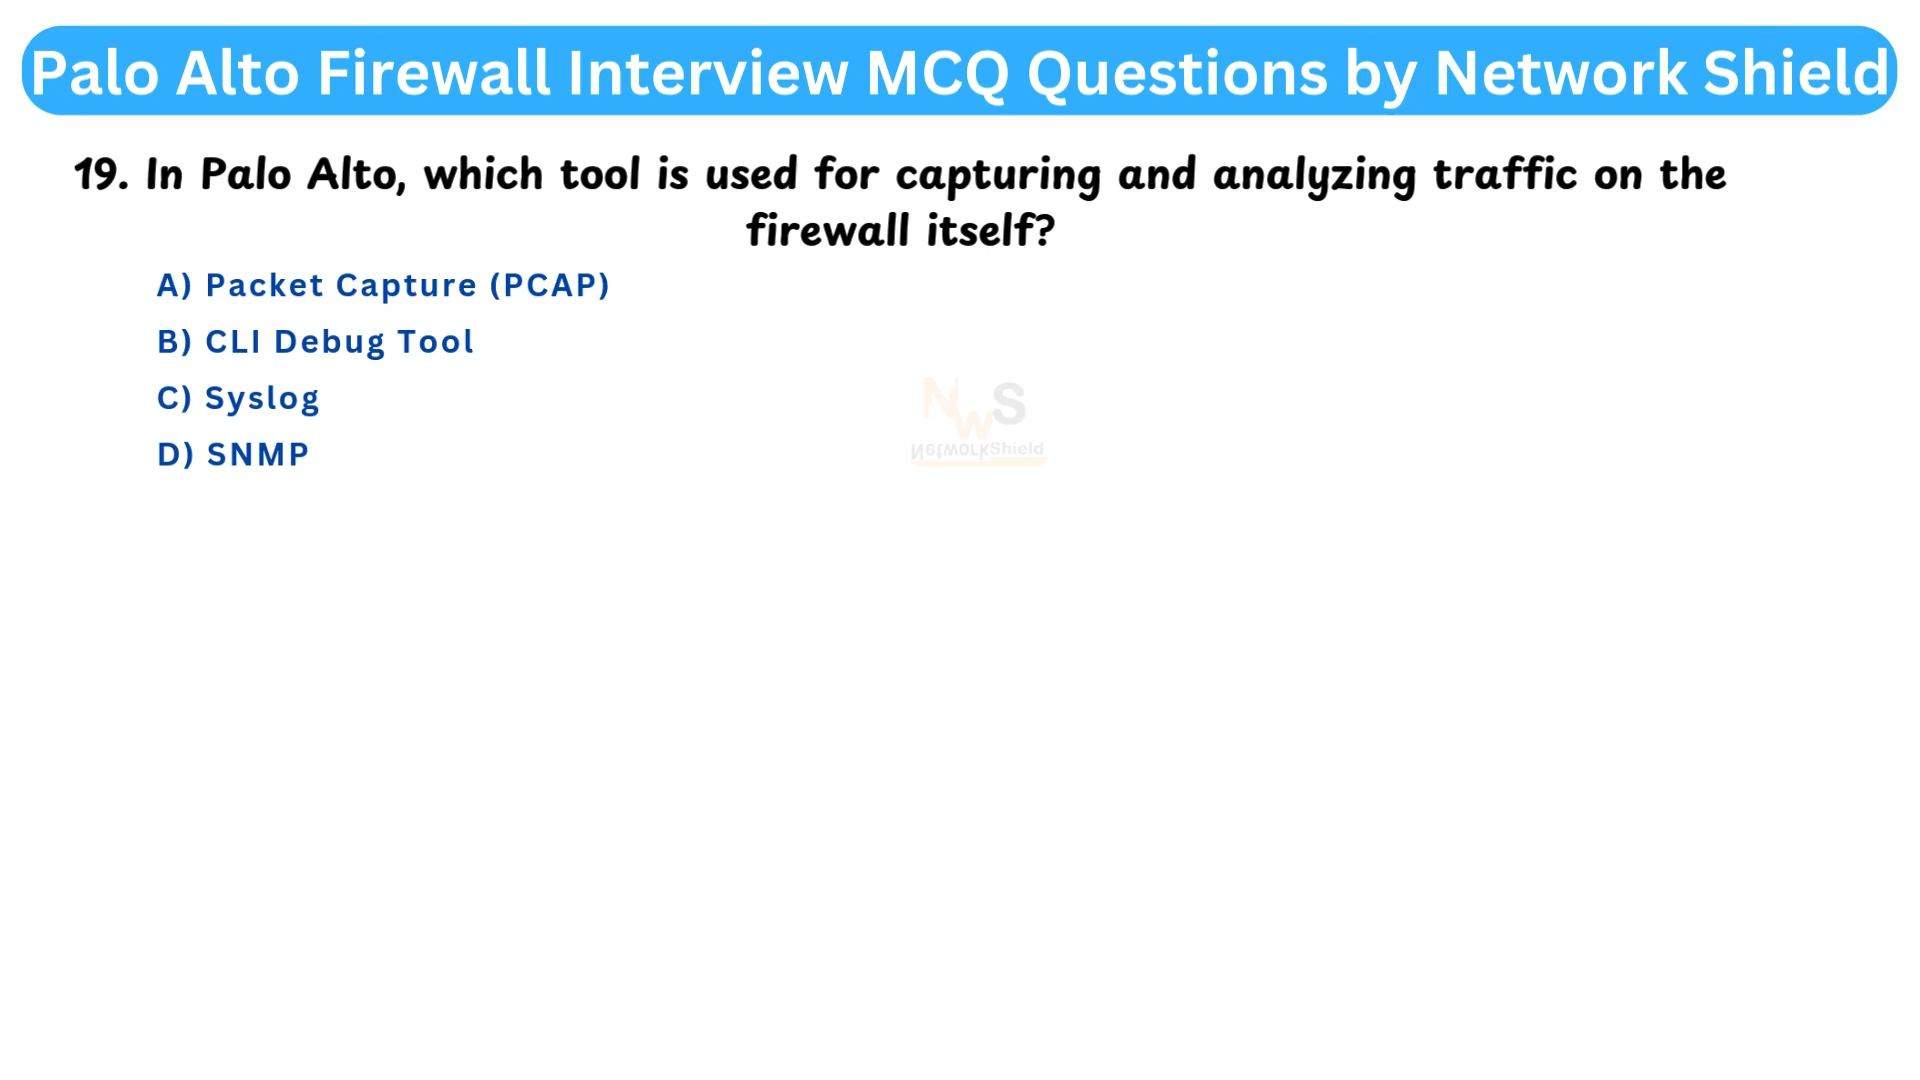 Palo Alto Firewall Interview MCQ Questions by Network Shield
19. In Palo Alto, which tool is used for capturing and analyzing traffic on the
firewall itself?
A) Packet Capture (PCAP)
B) CLI Debug Tool
C) Syslog
D) SNMP
NWS
NetworkShield